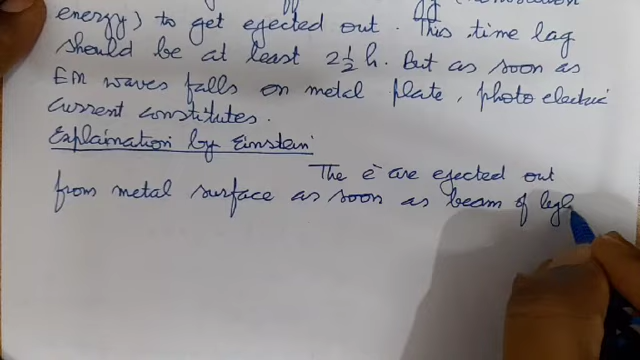 energy) to get ejected out. This time lag
should be at least 2 1/2 h. But as soon as
EM waves falls on metal plate, photo electric
current constitutes.
Explaination by Einstein
The e⁻ are ejected out
from metal surface as soon as beam of